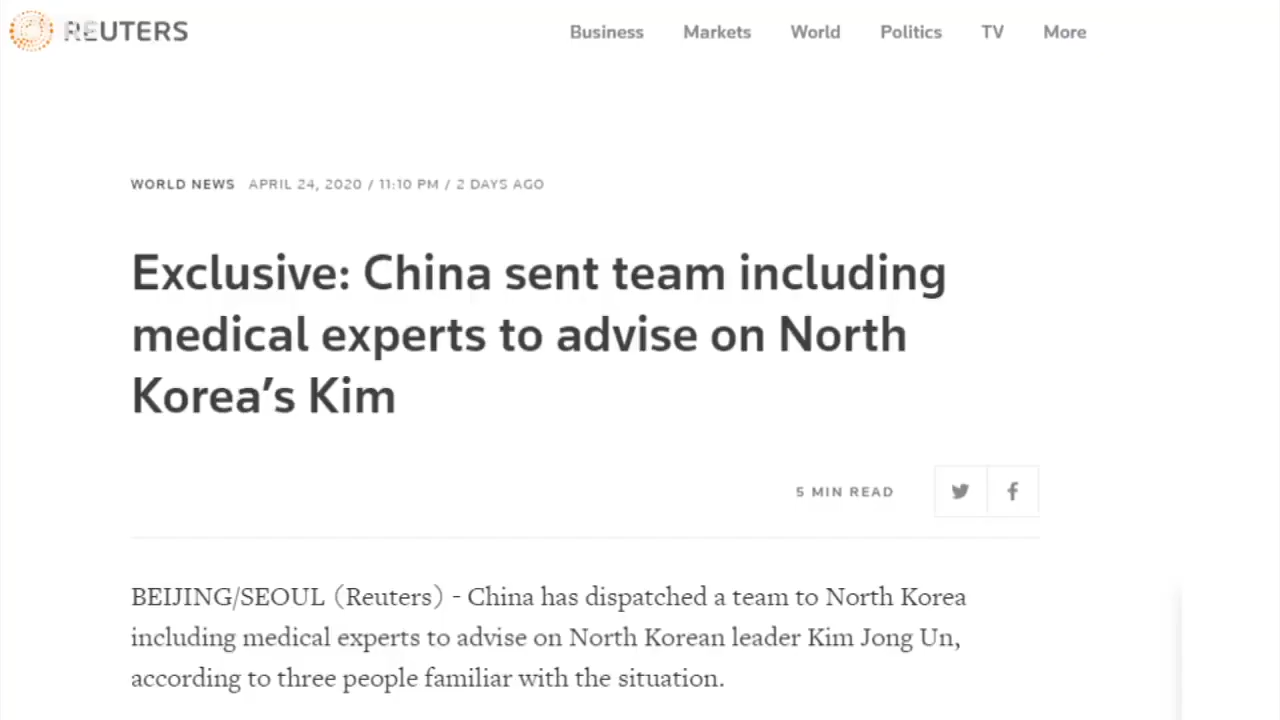 REUTERS
Business Markets World Politics TV More
WORLD NEWS APRIL 24, 2020 / 11:10 PM / 2 DAYS AGO
Exclusive: China sent team including
medical experts to advise on North
Korea’s Kim
5 MIN READ
BEIJING/SEOUL (Reuters) - China has dispatched a team to North Korea
including medical experts to advise on North Korean leader Kim Jong Un,
according to three people familiar with the situation.